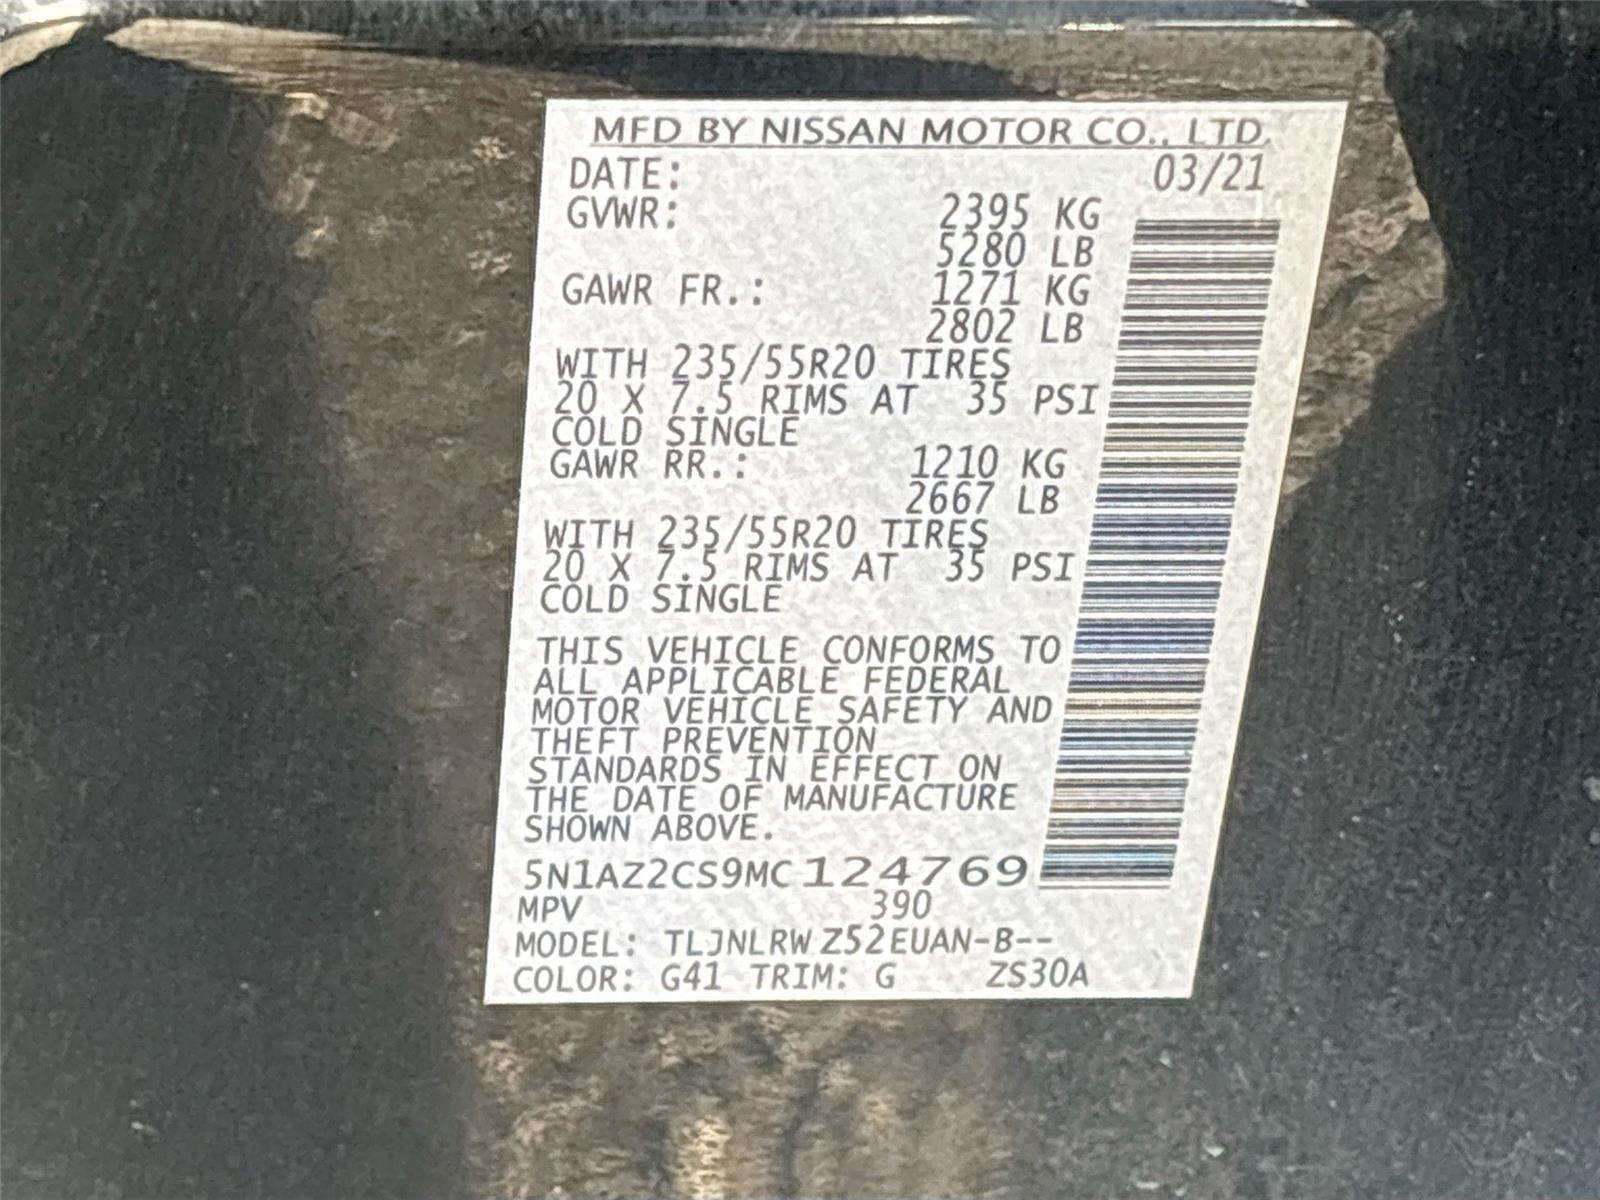 MFD BY NISSAN MOTOR CO., LTD.
DATE: 03/21
GVWR: 2395 KG
5280 LB
GAWR FR.: 1271 KG
2802 LB
WITH 235/55R20 TIRES
20 X 7.5 RIMS AT 35 PSI
COLD SINGLE
GAWR RR.: 1210 KG
2667 LB
WITH 235/55R20 TIRES
20 X 7.5 RIMS AT 35 PSI
COLD SINGLE
THIS VEHICLE CONFORMS TO
ALL APPLICABLE FEDERAL
MOTOR VEHICLE SAFETY AND
THEFT PREVENTION
STANDARDS IN EFFECT ON
THE DATE OF MANUFACTURE
SHOWN ABOVE.
5N1AZ2CS9MC124769
MPV 390
MODEL: TLJNLRWZ52EUAN-B--
COLOR: G41 TRIM: G ZS30A